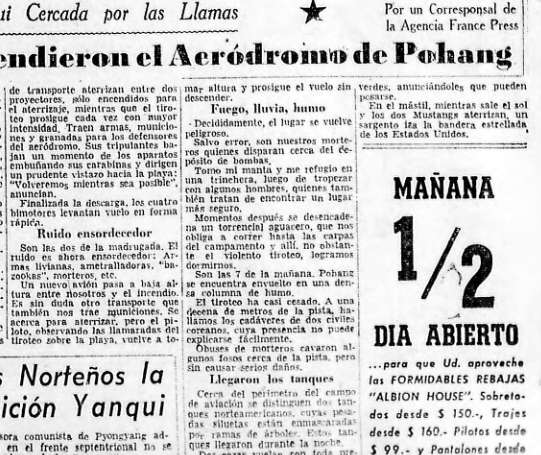 ui Cercada por las Llamas
Por un Corresponsal de
la Agencia France Press
endieron el Aeródromo de Pohang
de transporte aterrizan entre dos
proyectores, sólo encendidos para
el aterrizaje, mientras que el tiro-
teo prosigue cada vez con mayor
intensidad. Traen armas, municio-
nes y granadas para los defensores
del aeródromo. Sus tripulantes ba-
jan un momento de los aparatos
embuñando sus carabinas y dirigen
un prudente vistazo hacia la playa:
"Volveremos mientras sea posible",
anuncian.
Finalizada la descarga, los cuatro
bimotores levantan vuelo en forma
rápica.
Ruido ensordecedor
Son las dos de la madrugada. El
ruido es ahora ensordecedor: Ar-
mas livianas, ametralladoras, "ba-
zookas", morteros, etc.
Un nuevo avión pasa a baja al-
tura entre nosotros y el incendio.
Es sin duda otro transporte que
también nos trae municiones. Se
acerca para aterrizar, pero el pi-
loto, observando las llamaradas del
tiroteo sobre la playa, vuelve a to-
mar altura y prosigue el vuelo sin
descender.
Fuego, lluvia, humo
Decididamente, el lugar se vuelve
peligroso.
Salvo error, son nuestros morte-
ros quienes disparan cerca del de-
pósito de bombas.
Tomo mi manta y me refugio en
una trinchera, luego de tropezar
con algunos hombres, quienes tam-
bién tratan de encontrar un lugar
más seguro.
Momentos después se desencade-
na un torrencial aguacero, que nos
obliga a correr hasta las carpas
del campamento y allí, no obstan-
te el violento tiroteo, logramos
dormirnos.
Son las 7 de la mañana. Pohang
se encuentra envuelto en una den-
sa columna de humo.
El tiroteo ha casi cesado. A una
decena de metros de la pista, ha-
llamos los cadáveres de dos civiles
coreanos, cuya presencia no puede
explicarse fácilmente.
Obuses de morteros cavaron al-
gunos fosos cerca de la pista, pero
sin causar serios daños.
Llegaron los tanques
Cerca del perímetro del campo
de aviación se distinguen dos tan-
ques norteamericanos, cuyas pesa-
das siluetas están enmascaradas
por ramas de árboles. Estos tan-
ques llegaron durante la noche.
verdes, anunciándoles que pueden
posarse.
En el mástil, mientras sale el sol
y los dos Mustangs aterrizan, un
sargento iza la bandera estrellada
de los Estados Unidos.
MAÑANA
1/2
DIA ABIERTO
...para que Ud. aproveche
las FORMIDABLES REBAJAS
"ALBION HOUSE". Sobreto-
dos desde $ 150.-, Trajes
desde $ 160.- Pilotos desde
$ 99.- y Pantalones desde
s Norteños la
ición Yanqui
sora comunista de Pyongyang ad-
en el frente septentrional no se